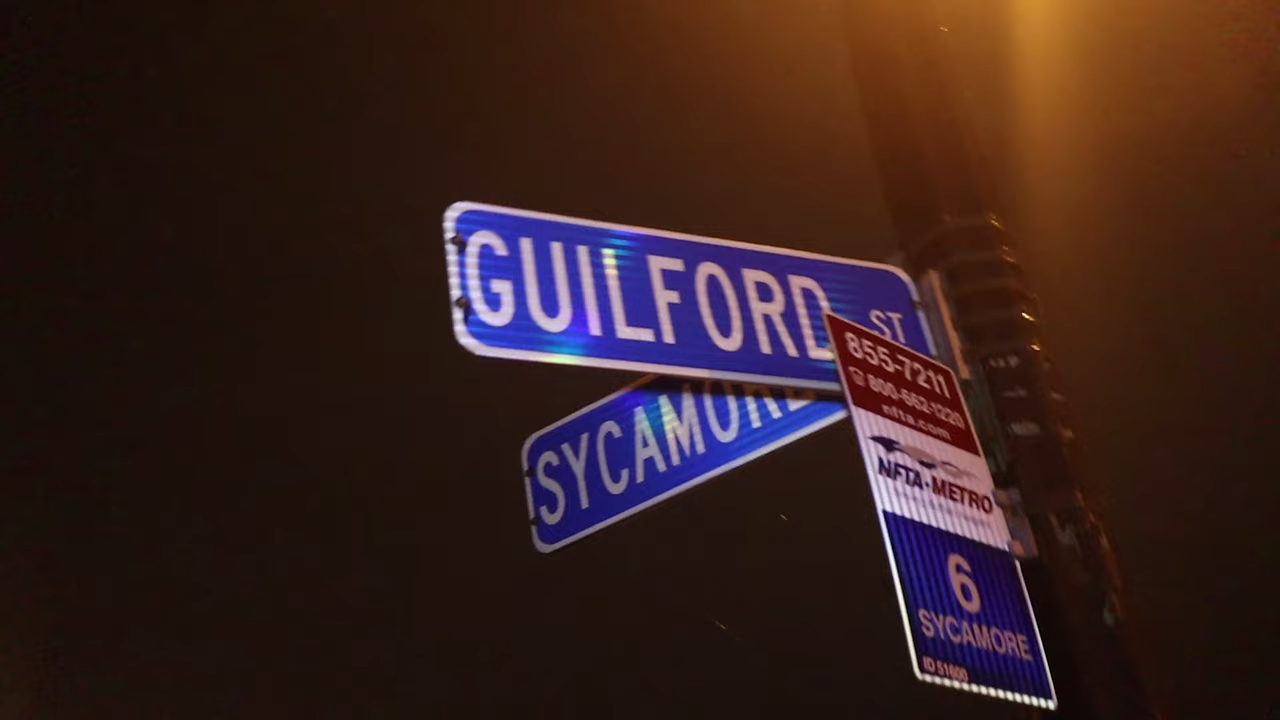 GUILFORD ST
SYCAMORE
855-7211
800-662-1220
nfta.com
NFTA·METRO
6
SYCAMORE
ID 51600